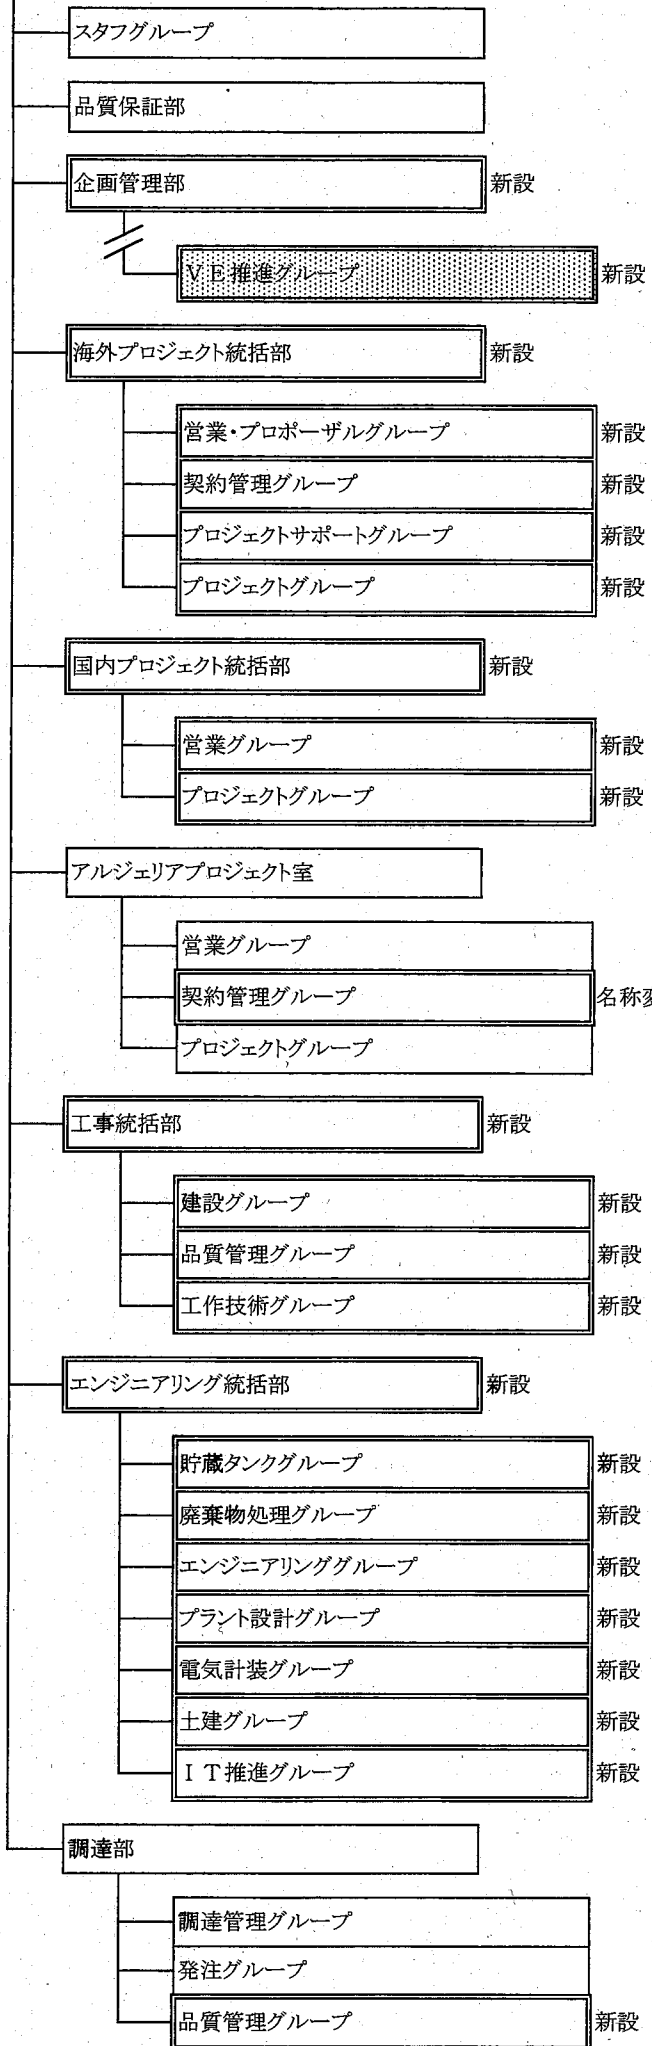 スタフグループ
品質保証部
企画管理部 新設
ＶＥ推進グループ 新設
海外プロジェクト統括部 新設
営業・プロポーザルグループ 新設
契約管理グループ 新設
プロジェクトサポートグループ 新設
プロジェクトグループ 新設
国内プロジェクト統括部 新設
営業グループ 新設
プロジェクトグループ 新設
アルジェリアプロジェクト室
営業グループ
契約管理グループ 名称変
プロジェクトグループ
工事統括部 新設
建設グループ 新設
品質管理グループ 新設
工作技術グループ 新設
エンジニアリング統括部 新設
貯蔵タンクグループ 新設
廃棄物処理グループ 新設
エンジニアリンググループ 新設
プラント設計グループ 新設
電気計装グループ 新設
土建グループ 新設
ＩＴ推進グループ 新設
調達部
調達管理グループ
発注グループ
品質管理グループ 新設